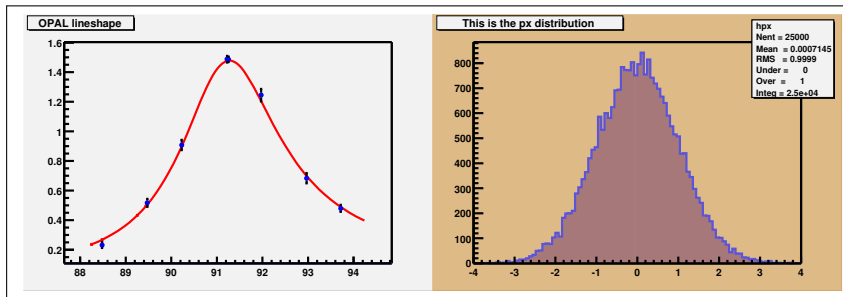 OPAL lineshape
1.6
1.4
1.2
1
0.8
0.6
0.4
0.2
88 89 90 91 92 93 94
This is the px distribution
hpx
Nent = 25000
Mean = 0.0007145
RMS = 0.9999
Under = 0
Over = 1
Integ = 2.5e+04
800
700
600
500
400
300
200
100
0
-4 -3 -2 -1 0 1 2 3 4